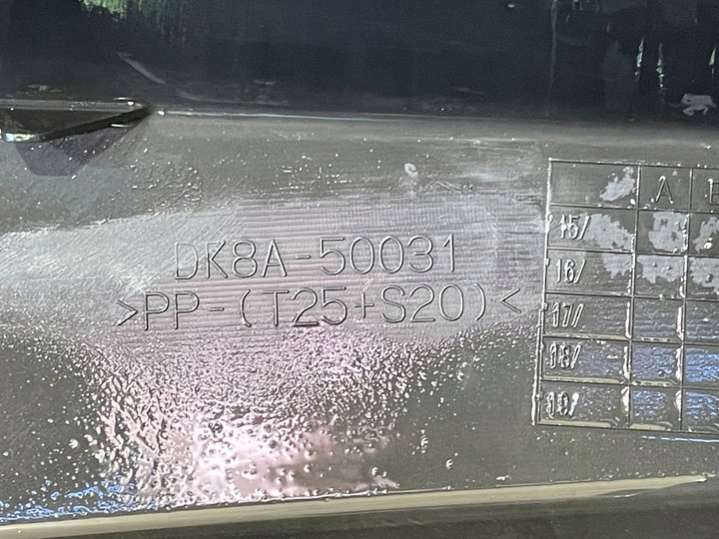 DK8A-50031
>PP-(T25+S20)<
A
15/
16/
17/
18/
19/